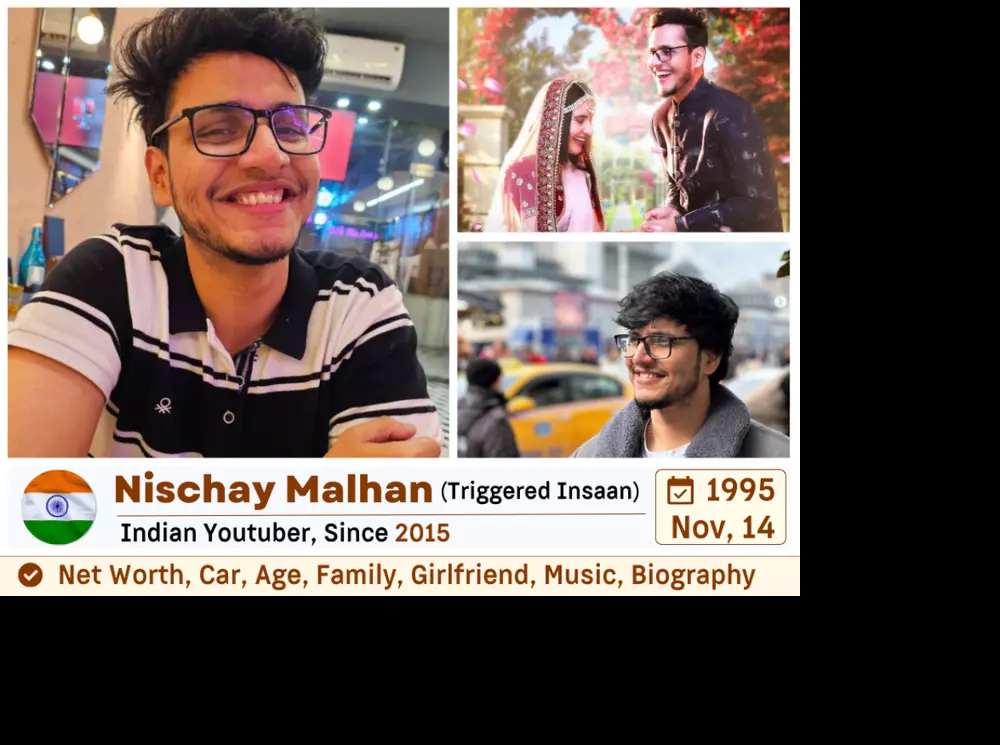 Nischay Malhan (Triggered Insaan)
Indian Youtuber, Since 2015
1995
Nov, 14
Net Worth, Car, Age, Family, Girlfriend, Music, Biography